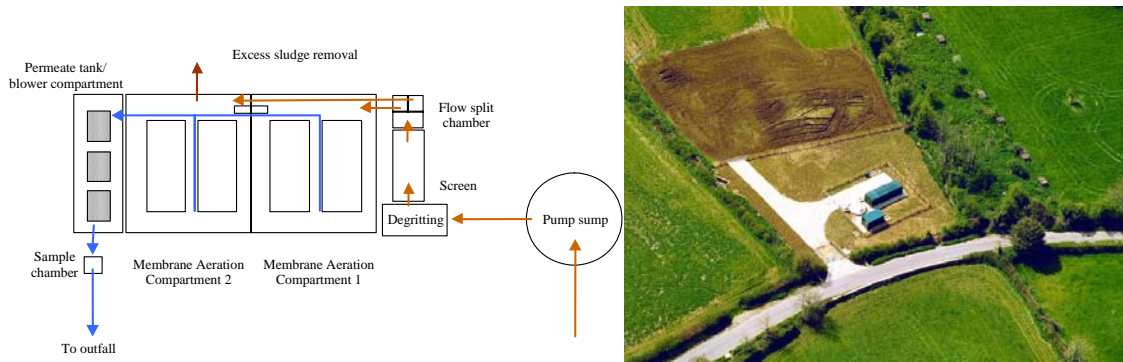 Excess sludge removal
Permeate tank/
blower compartment
Flow split
chamber
Screen
Degritting
Pump sump
Sample
chamber
Membrane Aeration
Compartment 2
Membrane Aeration
Compartment 1
To outfall